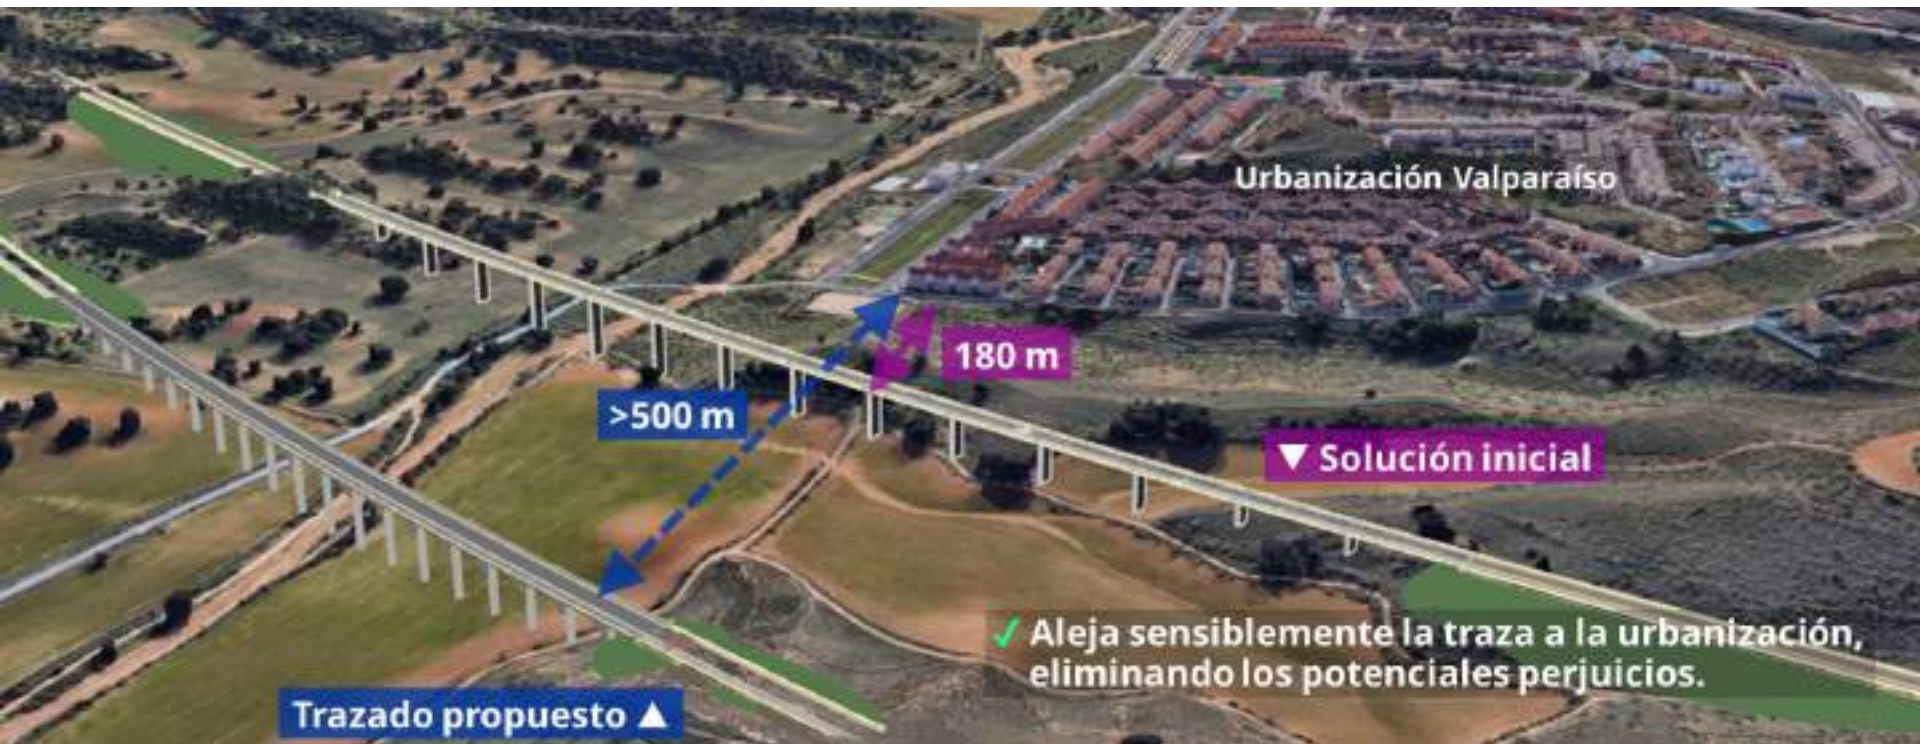 Urbanización Valparaíso
180 m
>500 m
▼ Solución inicial
✓ Aleja sensiblemente la traza a la urbanización,
eliminando los potenciales perjuicios.
Trazado propuesto ▲